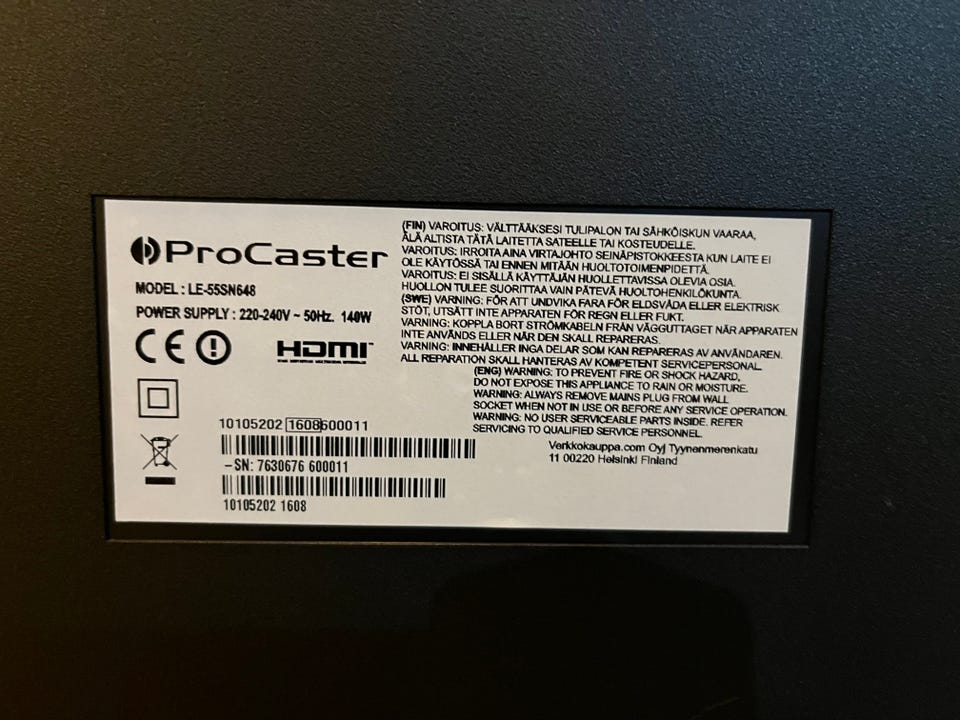 ProCaster
MODEL : LE-55SN648
POWER SUPPLY : 220-240V ~ 50Hz. 140W
CE
HDMI™
10105202 1608 600011
–SN: 7630676 600011
10105202 1608
(FIN) VAROITUS: VÄLTTÄÄKSESI TULIPALON TAI SÄHKÖISKUN VAARAA,
ÄLÄ ALTISTA TÄTÄ LAITETTA SATEELLE TAI KOSTEUDELLE.
VAROITUS: IRROITA AINA VIRTAJOHTO SEINÄPISTOKKEESTA KUN LAITE EI
OLE KÄYTÖSSÄ TAI ENNEN MITÄÄN HUOLTOTOIMENPIDETTÄ.
VAROITUS: EI SISÄLLÄ KÄYTTÄJÄN HUOLLETTAVISSA OLEVIA OSIA.
HUOLLON TULEE SUORITTAA VAIN PÄTEVÄ HUOLTOHENKILÖKUNTA.
(SWE) VARNING: FÖR ATT UNDVIKA FARA FÖR ELDSVÅDA ELLER ELEKTRISK
STÖT, UTSÄTT INTE APPARATEN FÖR REGN ELLER FUKT.
VARNING: KOPPLA BORT STRÖMKABELN FRÅN VÄGGUTTAGET NÄR APPARATEN
INTE ANVÄNDS ELLER NÄR DEN SKALL REPARERAS.
VARNING: INNEHÅLLER INGA DELAR SOM KAN REPARERAS AV ANVÄNDAREN.
ALL REPARATION SKALL HANTERAS AV KOMPETENT SERVICEPERSONAL.
(ENG) WARNING: TO PREVENT FIRE OR SHOCK HAZARD,
DO NOT EXPOSE THIS APPLIANCE TO RAIN OR MOISTURE.
WARNING: ALWAYS REMOVE MAINS PLUG FROM WALL
SOCKET WHEN NOT IN USE OR BEFORE ANY SERVICE OPERATION.
WARNING: NO USER SERVICEABLE PARTS INSIDE. REFER
SERVICING TO QUALIFIED SERVICE PERSONNEL.
Verkkokauppa.com Oyj Tyynenmerenkatu
11 00220 Helsinki Finland